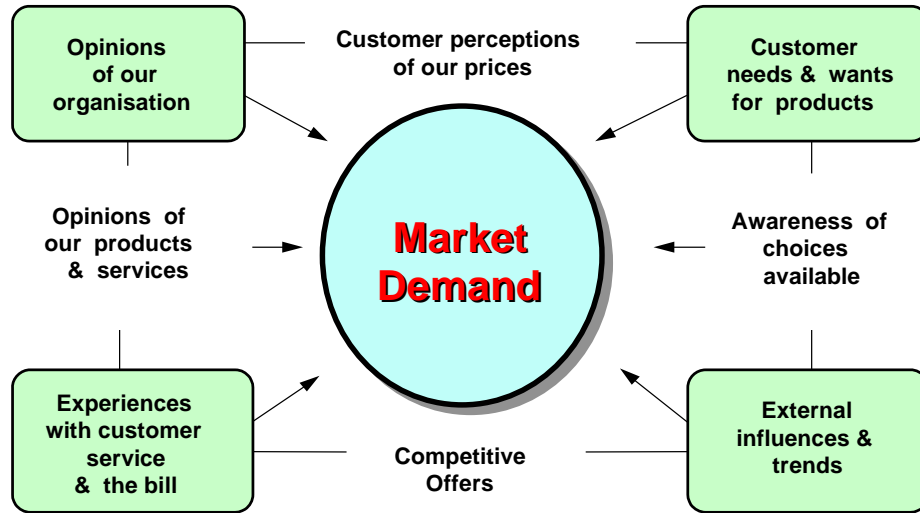 Opinions
of our
organisation
Customer perceptions
of our prices
Customer
needs & wants
for products
Opinions of
our products
& services
Market
Demand
Awareness of
choices
available
Experiences
with customer
service
& the bill
Competitive
Offers
External
influences &
trends